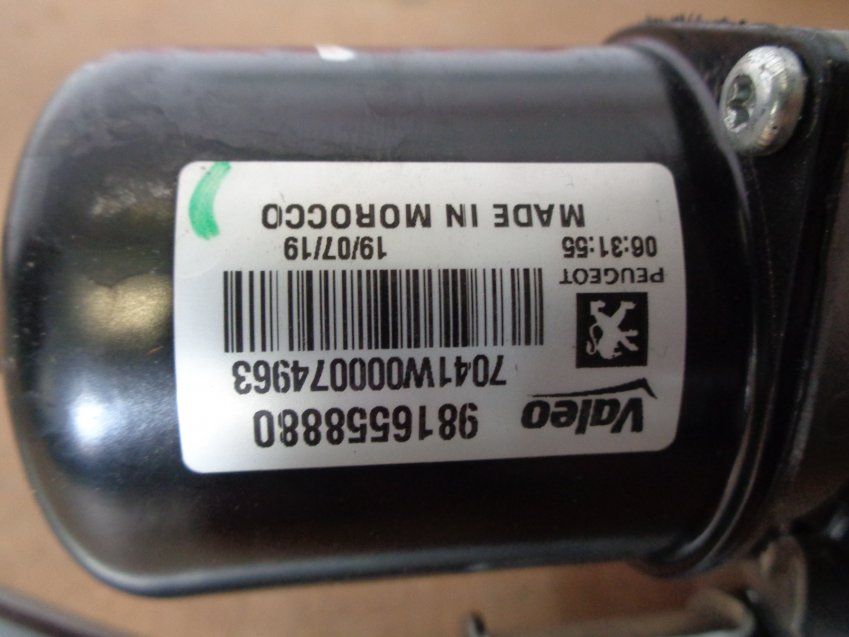 Valeo 9816558880
7041W000074963
PEUGEOT
06:31:55 19/07/19
MADE IN MOROCCO